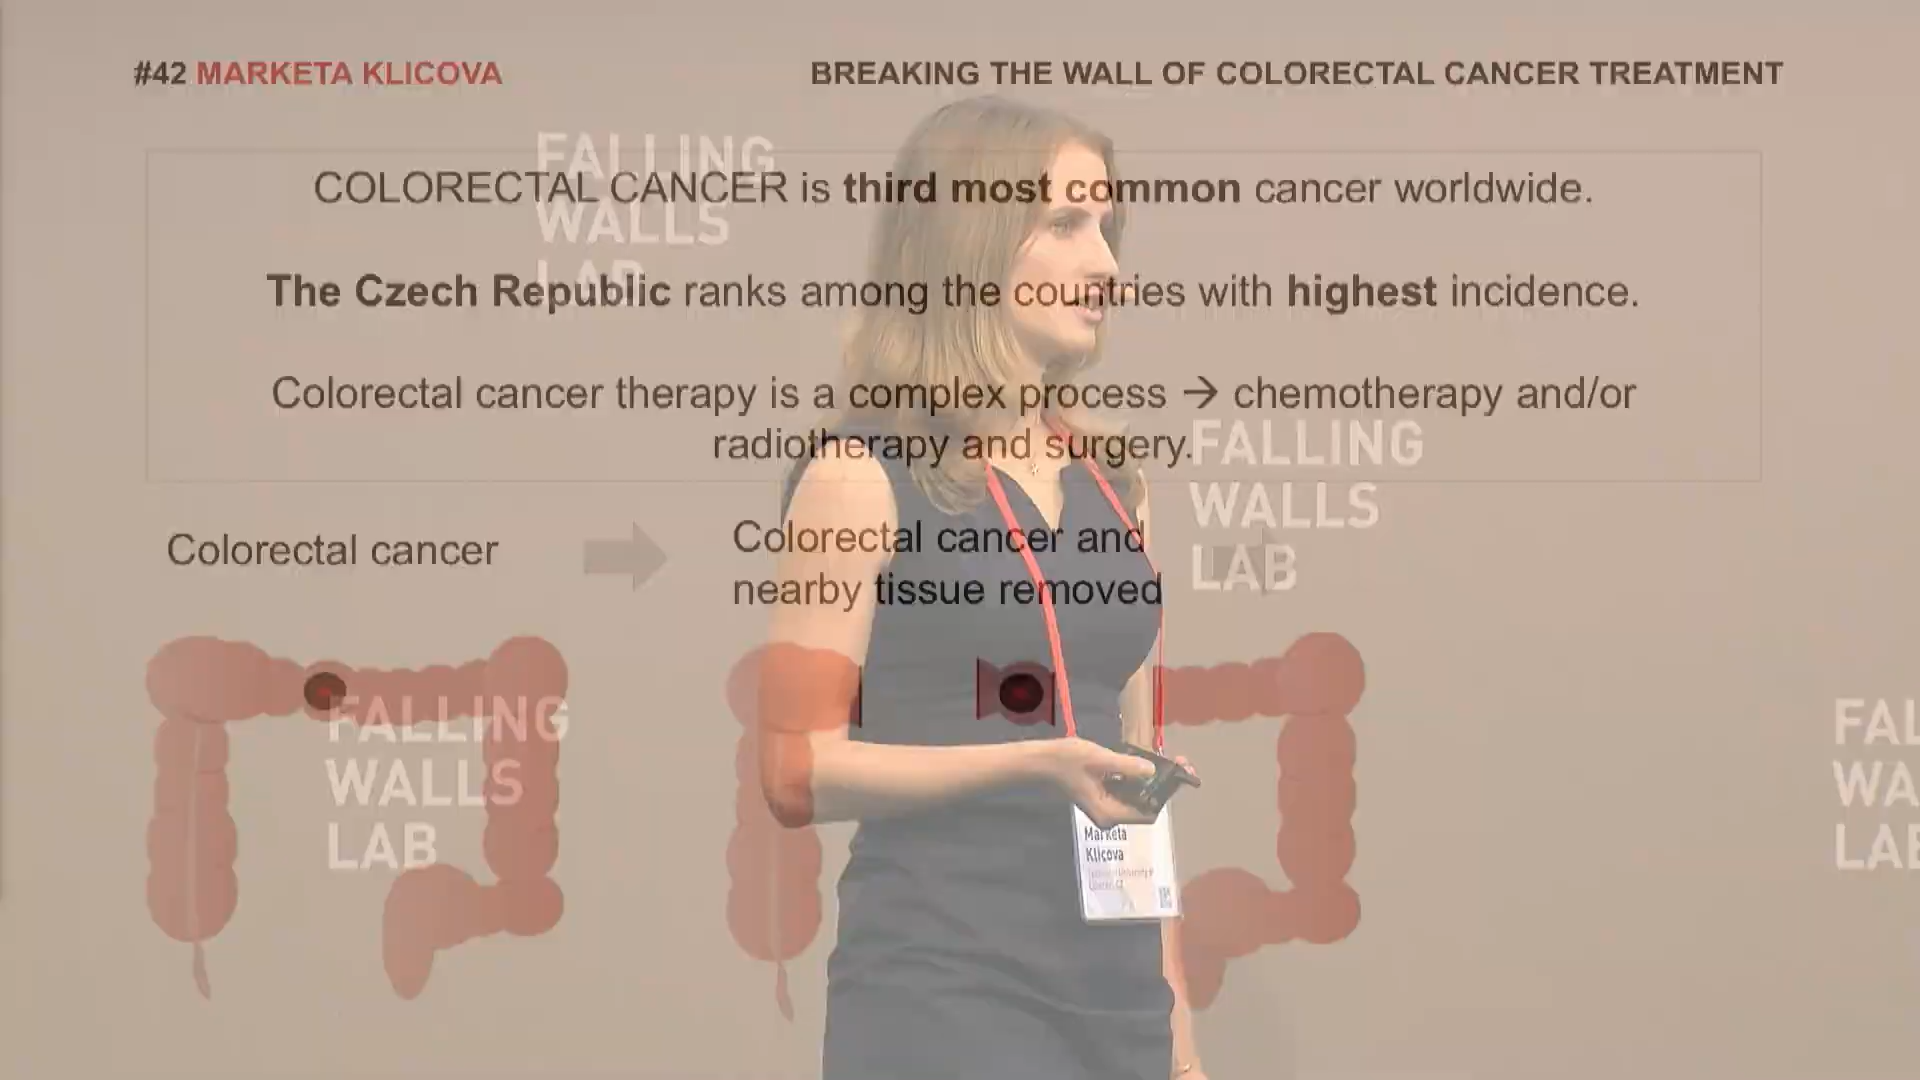 #42 MARKETA KLICOVA
BREAKING THE WALL OF COLORECTAL CANCER TREATMENT
FALLING
WALLS
LAB
COLORECTAL CANCER is third most common cancer worldwide.
The Czech Republic ranks among the countries with highest incidence.
Colorectal cancer therapy is a complex process → chemotherapy and/or
radiotherapy and surgery.
FALLING
WALLS
LAB
Colorectal cancer
Colorectal cancer and
nearby tissue removed
FALLING
WALLS
LAB
FAL
WA
LAB
Marketa
Klicova